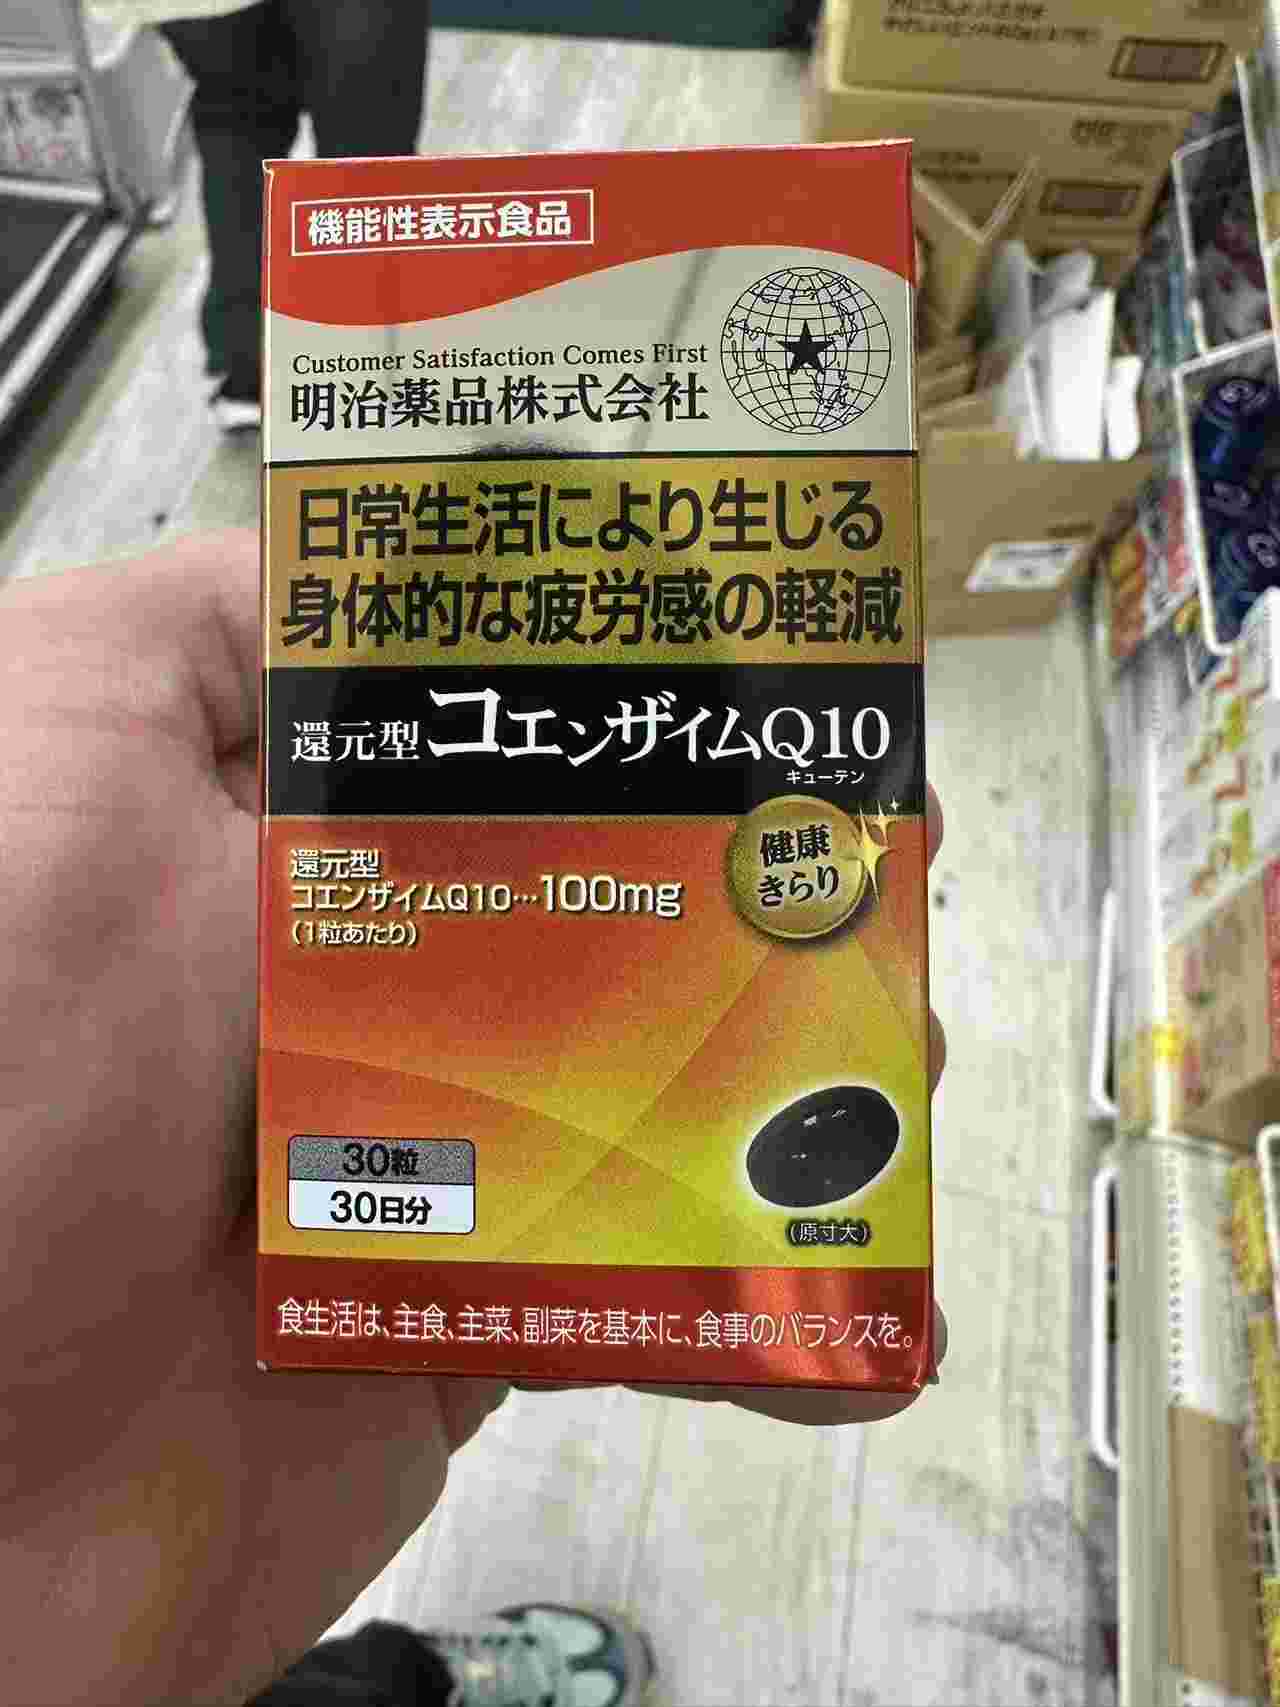 機能性表示食品
Customer Satisfaction Comes First
明治薬品株式会社
日常生活により生じる
身体的な疲労感の軽減
還元型コエンザイムQ10
キューテン
健康
きらり
還元型
コエンザイムQ10…100mg
(1粒あたり)
30粒
30日分
(原寸大)
食生活は、主食、主菜、副菜を基本に、食事のバランスを。